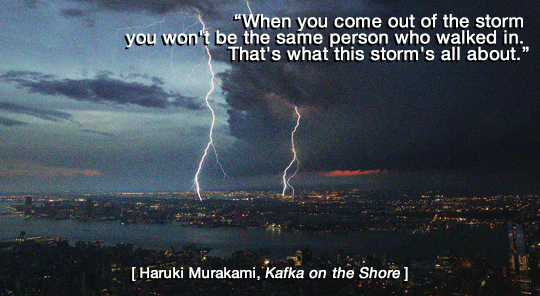 “When you come out of the storm
you won't be the same person who walked in.
That's what this storm's all about.”
[ Haruki Murakami, Kafka on the Shore ]